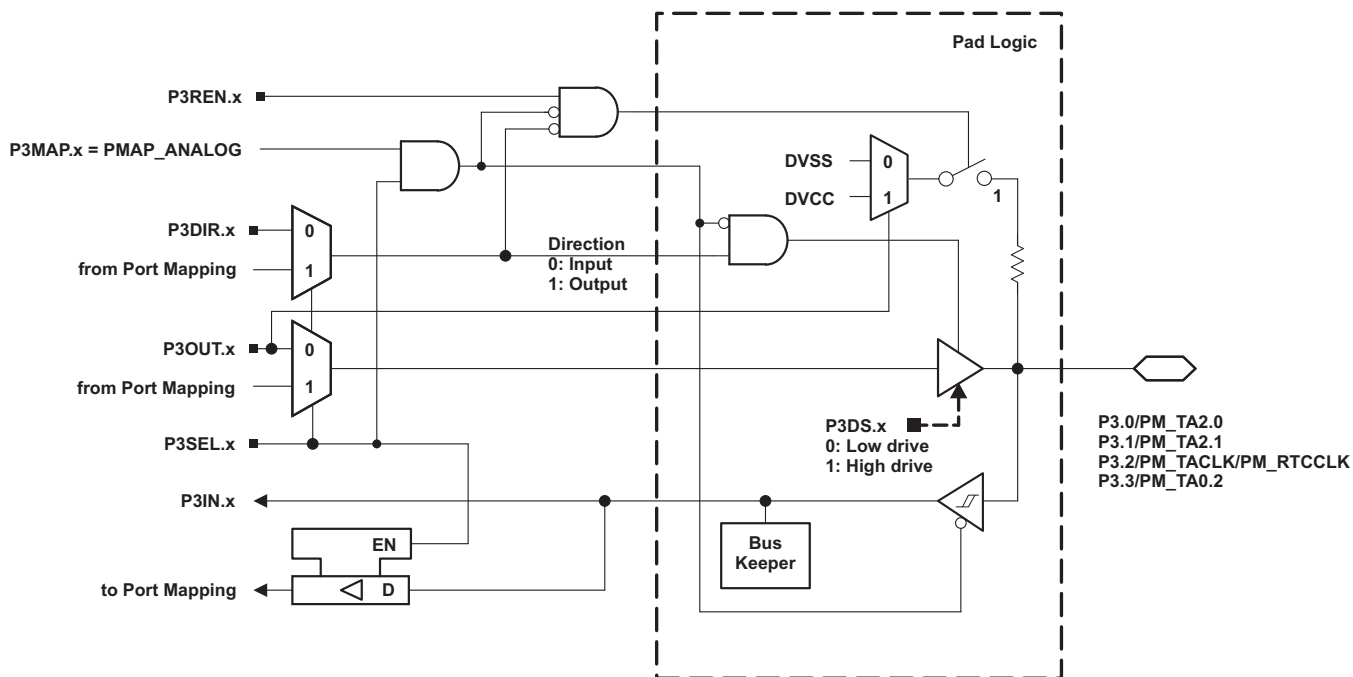 Pad Logic
P3REN.x
P3MAP.x = PMAP_ANALOG
DVSS
0
DVCC
1
1
P3DIR.x
0
from Port Mapping
1
Direction
0: Input
1: Output
P3OUT.x
0
from Port Mapping
1
P3SEL.x
P3DS.x
0: Low drive
1: High drive
P3.0/PM_TA2.0
P3.1/PM_TA2.1
P3.2/PM_TACLK/PM_RTCCLK
P3.3/PM_TA0.2
P3IN.x
EN
Bus
Keeper
to Port Mapping
D